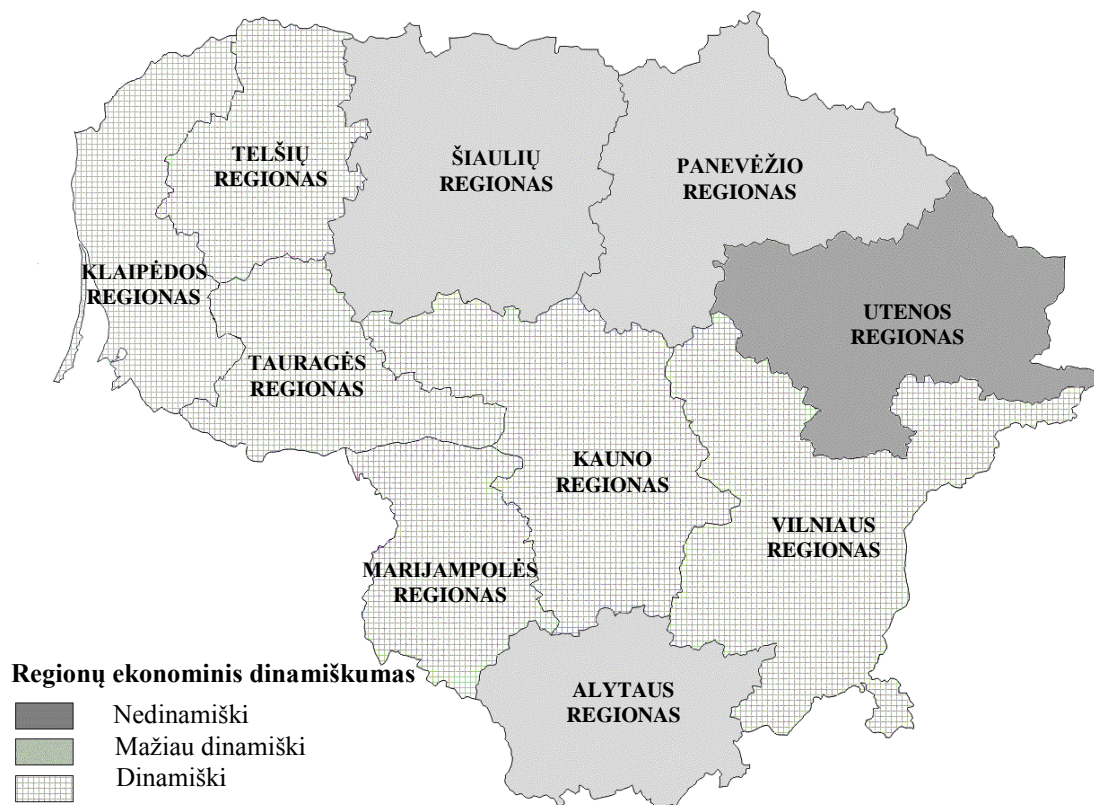 TELŠIŲ
REGIONAS
ŠIAULIŲ
REGIONAS
PANEVĖŽIO
REGIONAS
KLAIPĖDOS
REGIONAS
UTENOS
REGIONAS
TAURAGĖS
REGIONAS
KAUNO
REGIONAS
VILNIAUS
REGIONAS
MARIJAMPOLĖS
REGIONAS
ALYTAUS
REGIONAS
Regionų ekonominis dinamiškumas
Nedinamiški
Mažiau dinamiški
Dinamiški